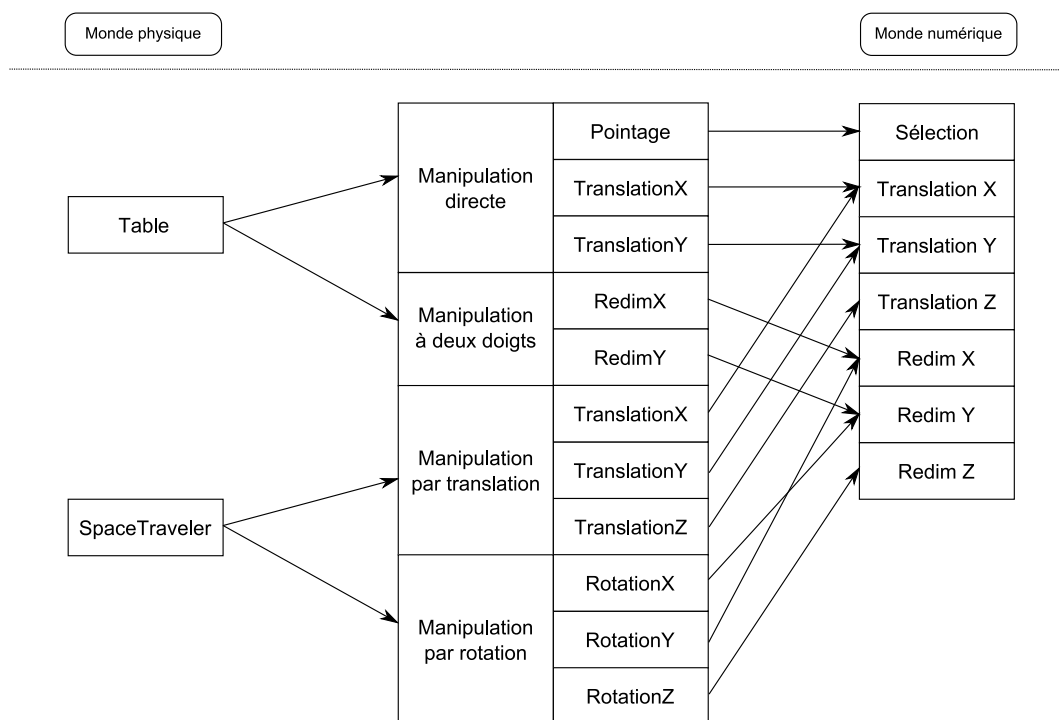 Monde physique
Monde numérique
Table
SpaceTraveler
Manipulation
directe
Manipulation
à deux doigts
Manipulation
par translation
Manipulation
par rotation
Pointage
TranslationX
TranslationY
RedimX
RedimY
TranslationX
TranslationY
TranslationZ
RotationX
RotationY
RotationZ
Sélection
Translation X
Translation Y
Translation Z
Redim X
Redim Y
Redim Z